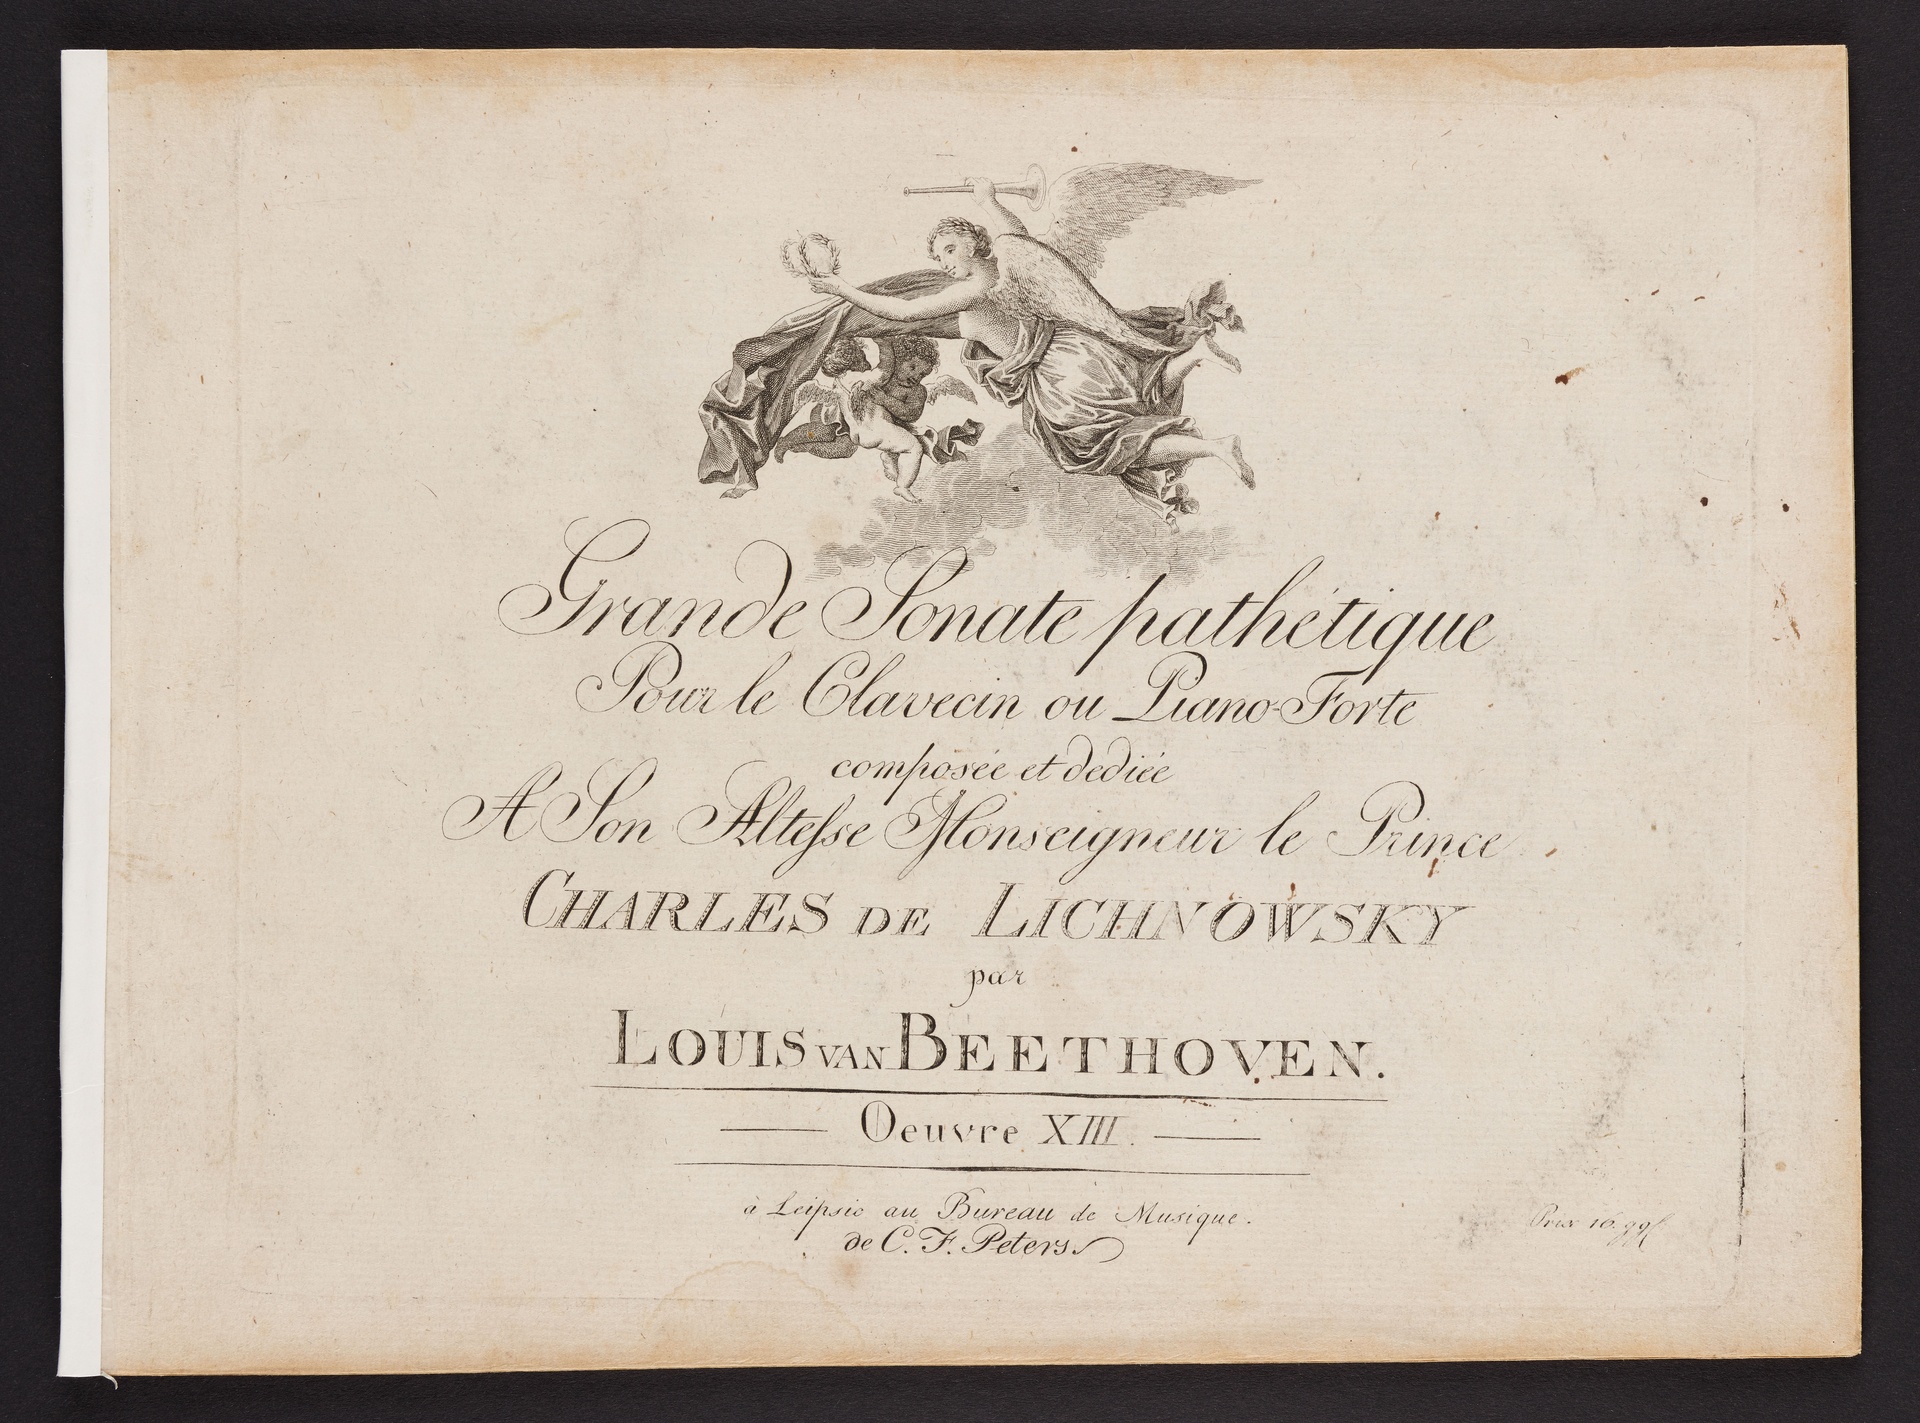 Grande Sonate pathétique
Pour le Clavecin ou Piano-Forte
composée et dediée
A Son Alteſse Monseigneur le Prince
CHARLES DE LICHNOWSKY
par
LOUIS VAN BEETHOVEN.
Oeuvre XIII.
à Leipsic au Bureau de Musique.
de C. F. Peters.
Prix 16. ggſ.